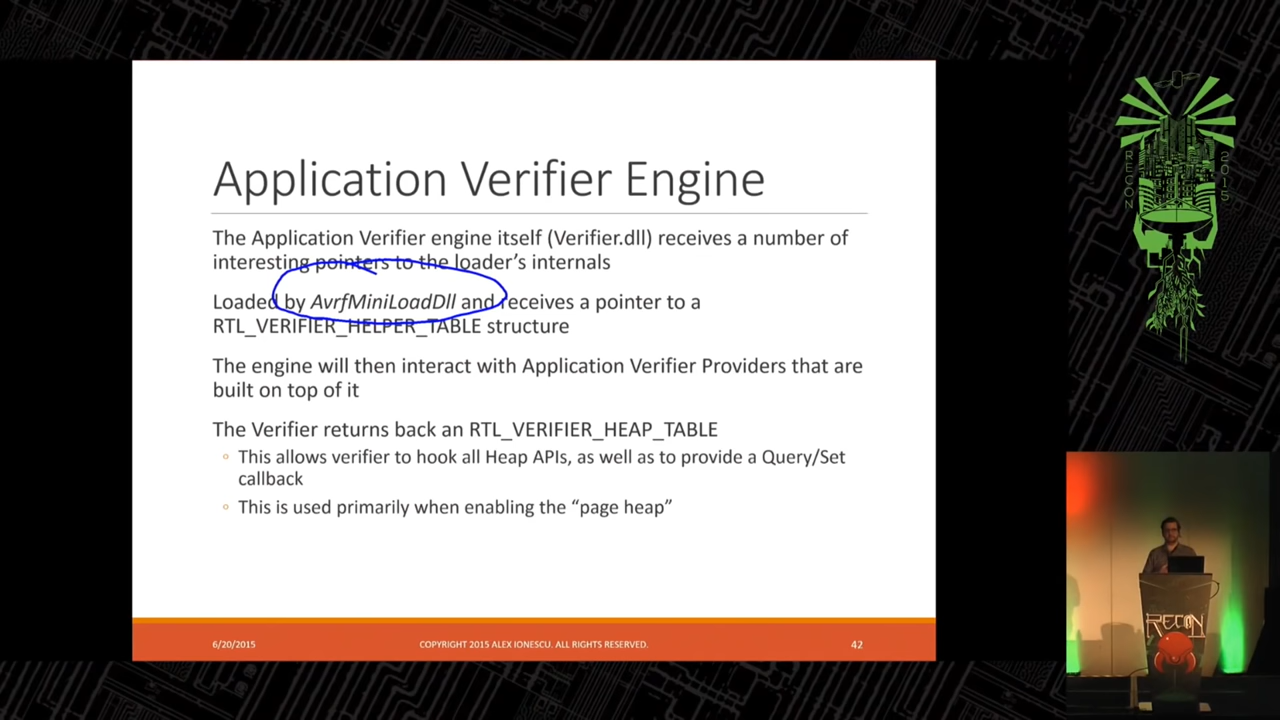 Application Verifier Engine
The Application Verifier engine itself (Verifier.dll) receives a number of
interesting pointers to the loader's internals
Loaded by AvrfMiniLoadDll and receives a pointer to a
RTL_VERIFIER_HELPER_TABLE structure
The engine will then interact with Application Verifier Providers that are
built on top of it
The Verifier returns back an RTL_VERIFIER_HEAP_TABLE
◦ This allows verifier to hook all Heap APIs, as well as to provide a Query/Set
callback
◦ This is used primarily when enabling the “page heap”
6/20/2015
COPYRIGHT 2015 ALEX IONESCU. ALL RIGHTS RESERVED.
42
RECON
2015
RECON